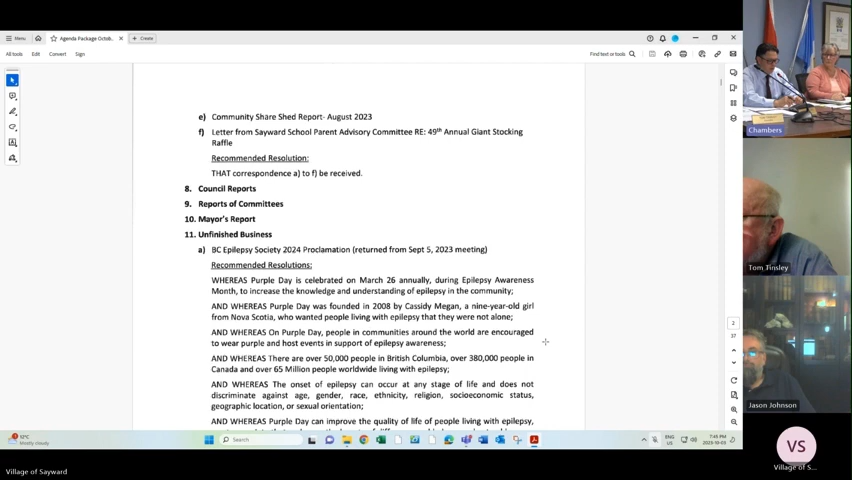 Menu
Agenda Package Octob...
Create
All tools
Edit
Convert
Sign
Find text or tools
e) Community Share Shed Report- August 2023
f) Letter from Sayward School Parent Advisory Committee RE: 49th Annual Giant Stocking
Raffle
Recommended Resolution:
THAT correspondence a) to f) be received.
8. Council Reports
9. Reports of Committees
10. Mayor's Report
11. Unfinished Business
a) BC Epilepsy Society 2024 Proclamation (returned from Sept 5, 2023 meeting)
Recommended Resolutions:
WHEREAS Purple Day is celebrated on March 26 annually, during Epilepsy Awareness
Month, to increase the knowledge and understanding of epilepsy in the community;
AND WHEREAS Purple Day was founded in 2008 by Cassidy Megan, a nine-year-old girl
from Nova Scotia, who wanted people living with epilepsy that they were not alone;
AND WHEREAS On Purple Day, people in communities around the world are encouraged
to wear purple and host events in support of epilepsy awareness;
AND WHEREAS There are over 50,000 people in British Columbia, over 380,000 people in
Canada and over 65 Million people worldwide living with epilepsy;
AND WHEREAS The onset of epilepsy can occur at any stage of life and does not
discriminate against age, gender, race, ethnicity, religion, socioeconomic status,
geographic location, or sexual orientation;
AND WHEREAS Purple Day can improve the quality of life of people living with epilepsy,
2
37
12°C
Mostly cloudy
Search
ENG
US
7:45 PM
Chambers
Tom Tinsley
Jason Johnson
VS
Village of S...
Village of Sayward